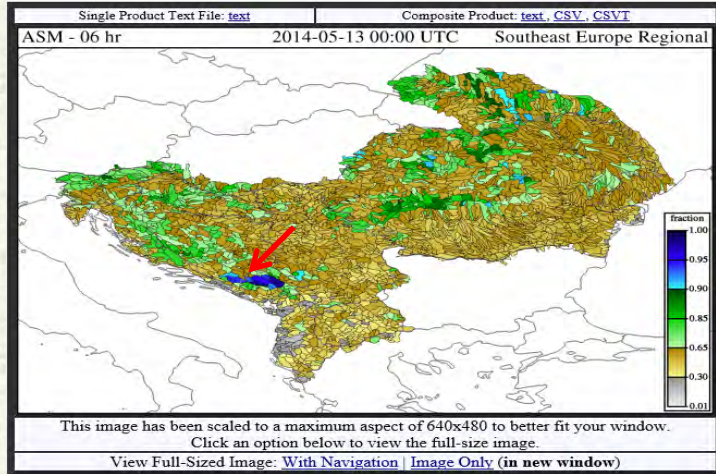 Single Product Text File: text
Composite Product: text , CSV , CSVT
ASM - 06 hr 2014-05-13 00:00 UTC Southeast Europe Regional
fraction
1.00
0.95
0.90
0.85
0.65
0.30
0.01
This image has been scaled to a maximum aspect of 640x480 to better fit your window.
Click an option below to view the full-size image.
View Full-Sized Image: With Navigation | Image Only (in new window)